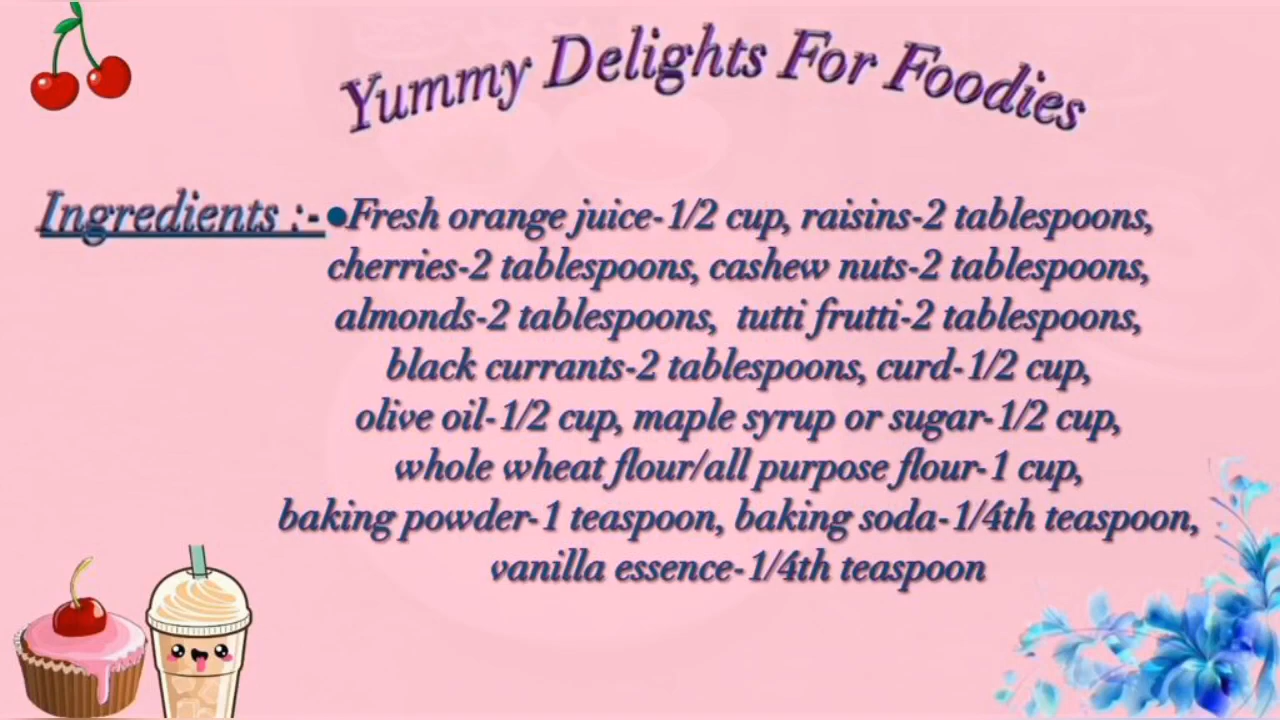 Yummy Delights For Foodies
Ingredients :- ●Fresh orange juice-1/2 cup, raisins-2 tablespoons,
cherries-2 tablespoons, cashew nuts-2 tablespoons,
almonds-2 tablespoons, tutti frutti-2 tablespoons,
black currants-2 tablespoons, curd-1/2 cup,
olive oil-1/2 cup, maple syrup or sugar-1/2 cup,
whole wheat flour/all purpose flour-1 cup,
baking powder-1 teaspoon, baking soda-1/4th teaspoon,
vanilla essence-1/4th teaspoon